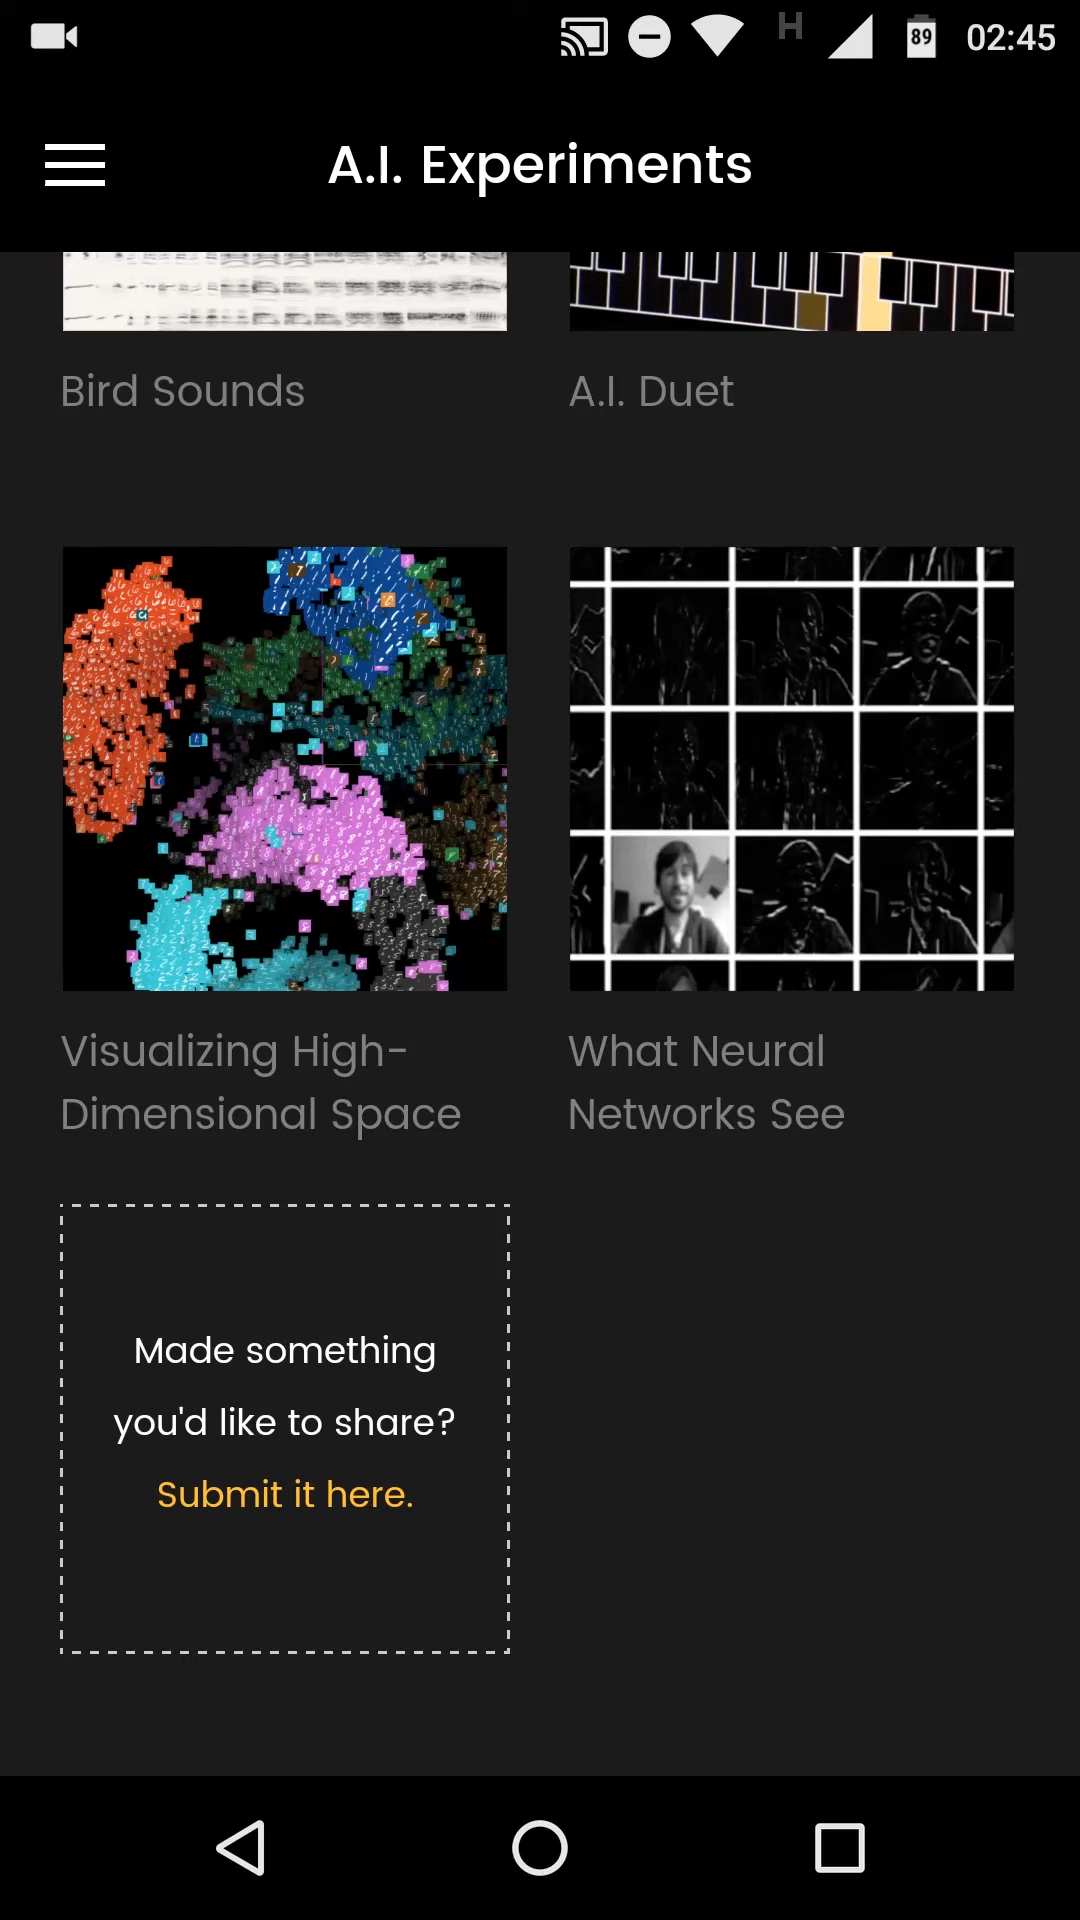 H 89 02:45
A.I. Experiments
Bird Sounds
A.I. Duet
Visualizing High-
Dimensional Space
What Neural
Networks See
Made something
you'd like to share?
Submit it here.